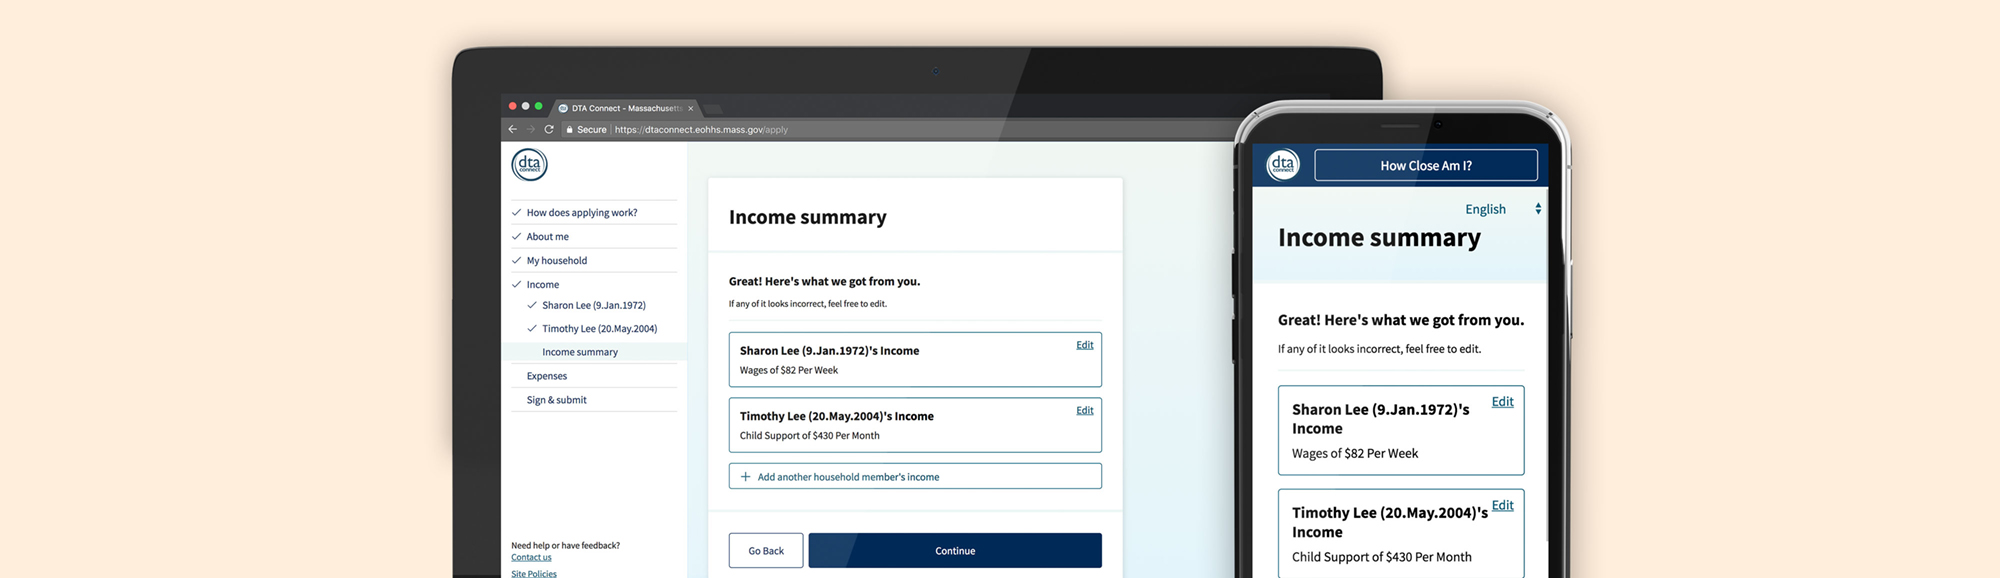 DTA Connect - Massachusetts
Secure
https://dtaconnect.eohhs.mass.gov/apply
dta
connect
How does applying work?
About me
My household
Income
Sharon Lee (9.Jan.1972)
Timothy Lee (20.May.2004)
Income summary
Expenses
Sign & submit
Need help or have feedback?
Contact us
Site Policies
Income summary
Great! Here's what we got from you.
If any of it looks incorrect, feel free to edit.
Sharon Lee (9.Jan.1972)'s Income
Edit
Wages of $82 Per Week
Timothy Lee (20.May.2004)'s Income
Edit
Child Support of $430 Per Month
Add another household member's income
Go Back
Continue
dta
connect
How Close Am I?
English
Income summary
Great! Here's what we got from you.
If any of it looks incorrect, feel free to edit.
Sharon Lee (9.Jan.1972)'s
Income
Edit
Wages of $82 Per Week
Timothy Lee (20.May.2004)'s
Income
Edit
Child Support of $430 Per Month